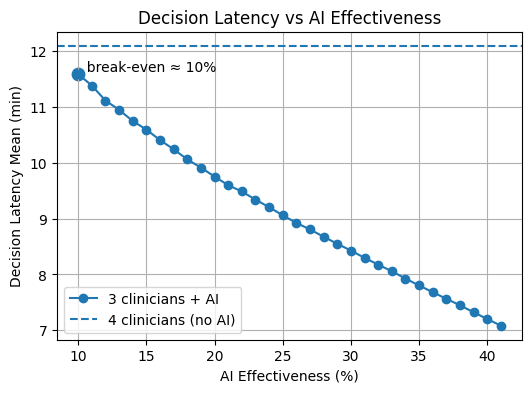 Decision Latency vs AI Effectiveness
Decision Latency Mean (min)
12
11
10
9
8
7
break-even ≈ 10%
3 clinicians + AI
4 clinicians (no AI)
10 15 20 25 30 35 40
AI Effectiveness (%)